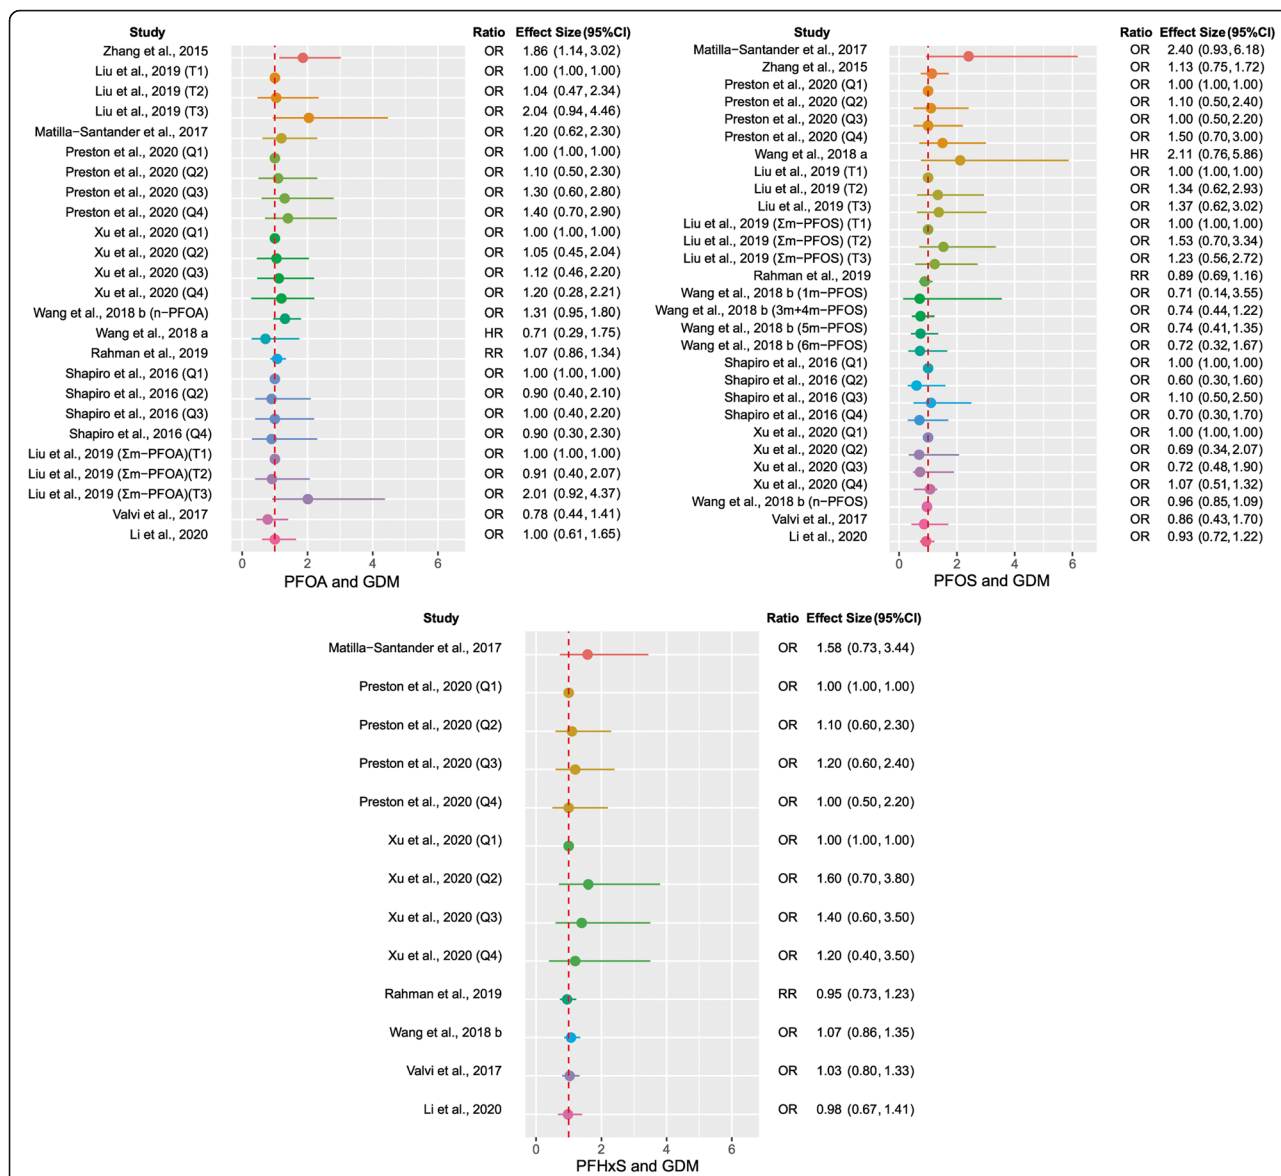 Study Ratio Effect Size (95%CI)
Zhang et al., 2015 OR 1.86 (1.14, 3.02)
Liu et al., 2019 (T1) OR 1.00 (1.00, 1.00)
Liu et al., 2019 (T2) OR 1.04 (0.47, 2.34)
Liu et al., 2019 (T3) OR 2.04 (0.94, 4.46)
Matilla−Santander et al., 2017 OR 1.20 (0.62, 2.30)
Preston et al., 2020 (Q1) OR 1.00 (1.00, 1.00)
Preston et al., 2020 (Q2) OR 1.10 (0.50, 2.30)
Preston et al., 2020 (Q3) OR 1.30 (0.60, 2.80)
Preston et al., 2020 (Q4) OR 1.40 (0.70, 2.90)
Xu et al., 2020 (Q1) OR 1.00 (1.00, 1.00)
Xu et al., 2020 (Q2) OR 1.05 (0.45, 2.04)
Xu et al., 2020 (Q3) OR 1.12 (0.46, 2.20)
Xu et al., 2020 (Q4) OR 1.20 (0.28, 2.21)
Wang et al., 2018 b (n−PFOA) OR 1.31 (0.95, 1.80)
Wang et al., 2018 a HR 0.71 (0.29, 1.75)
Rahman et al., 2019 RR 1.07 (0.86, 1.34)
Shapiro et al., 2016 (Q1) OR 1.00 (1.00, 1.00)
Shapiro et al., 2016 (Q2) OR 0.90 (0.40, 2.10)
Shapiro et al., 2016 (Q3) OR 1.00 (0.40, 2.20)
Shapiro et al., 2016 (Q4) OR 0.90 (0.30, 2.30)
Liu et al., 2019 (Σm−PFOA)(T1) OR 1.00 (1.00, 1.00)
Liu et al., 2019 (Σm−PFOA)(T2) OR 0.91 (0.40, 2.07)
Liu et al., 2019 (Σm−PFOA)(T3) OR 2.01 (0.92, 4.37)
Valvi et al., 2017 OR 0.78 (0.44, 1.41)
Li et al., 2020 OR 1.00 (0.61, 1.65)
0 2 4 6
PFOA and GDM
Study Ratio Effect Size (95%CI)
Matilla−Santander et al., 2017 OR 2.40 (0.93, 6.18)
Zhang et al., 2015 OR 1.13 (0.75, 1.72)
Preston et al., 2020 (Q1) OR 1.00 (1.00, 1.00)
Preston et al., 2020 (Q2) OR 1.10 (0.50, 2.40)
Preston et al., 2020 (Q3) OR 1.00 (0.50, 2.20)
Preston et al., 2020 (Q4) OR 1.50 (0.70, 3.00)
Wang et al., 2018 a HR 2.11 (0.76, 5.86)
Liu et al., 2019 (T1) OR 1.00 (1.00, 1.00)
Liu et al., 2019 (T2) OR 1.34 (0.62, 2.93)
Liu et al., 2019 (T3) OR 1.37 (0.62, 3.02)
Liu et al., 2019 (Σm−PFOS) (T1) OR 1.00 (1.00, 1.00)
Liu et al., 2019 (Σm−PFOS) (T2) OR 1.53 (0.70, 3.34)
Liu et al., 2019 (Σm−PFOS) (T3) OR 1.23 (0.56, 2.72)
Rahman et al., 2019 RR 0.89 (0.69, 1.16)
Wang et al., 2018 b (1m−PFOS) OR 0.71 (0.14, 3.55)
Wang et al., 2018 b (3m+4m−PFOS) OR 0.74 (0.44, 1.22)
Wang et al., 2018 b (5m−PFOS) OR 0.74 (0.41, 1.35)
Wang et al., 2018 b (6m−PFOS) OR 0.72 (0.32, 1.67)
Shapiro et al., 2016 (Q1) OR 1.00 (1.00, 1.00)
Shapiro et al., 2016 (Q2) OR 0.60 (0.30, 1.60)
Shapiro et al., 2016 (Q3) OR 1.10 (0.50, 2.50)
Shapiro et al., 2016 (Q4) OR 0.70 (0.30, 1.70)
Xu et al., 2020 (Q1) OR 1.00 (1.00, 1.00)
Xu et al., 2020 (Q2) OR 0.69 (0.34, 2.07)
Xu et al., 2020 (Q3) OR 0.72 (0.48, 1.90)
Xu et al., 2020 (Q4) OR 1.07 (0.51, 1.32)
Wang et al., 2018 b (n−PFOS) OR 0.96 (0.85, 1.09)
Valvi et al., 2017 OR 0.86 (0.43, 1.70)
Li et al., 2020 OR 0.93 (0.72, 1.22)
0 2 4 6
PFOS and GDM
Study Ratio Effect Size (95%CI)
Matilla−Santander et al., 2017 OR 1.58 (0.73, 3.44)
Preston et al., 2020 (Q1) OR 1.00 (1.00, 1.00)
Preston et al., 2020 (Q2) OR 1.10 (0.60, 2.30)
Preston et al., 2020 (Q3) OR 1.20 (0.60, 2.40)
Preston et al., 2020 (Q4) OR 1.00 (0.50, 2.20)
Xu et al., 2020 (Q1) OR 1.00 (1.00, 1.00)
Xu et al., 2020 (Q2) OR 1.60 (0.70, 3.80)
Xu et al., 2020 (Q3) OR 1.40 (0.60, 3.50)
Xu et al., 2020 (Q4) OR 1.20 (0.40, 3.50)
Rahman et al., 2019 RR 0.95 (0.73, 1.23)
Wang et al., 2018 b OR 1.07 (0.86, 1.35)
Valvi et al., 2017 OR 1.03 (0.80, 1.33)
Li et al., 2020 OR 0.98 (0.67, 1.41)
0 2 4 6
PFHxS and GDM